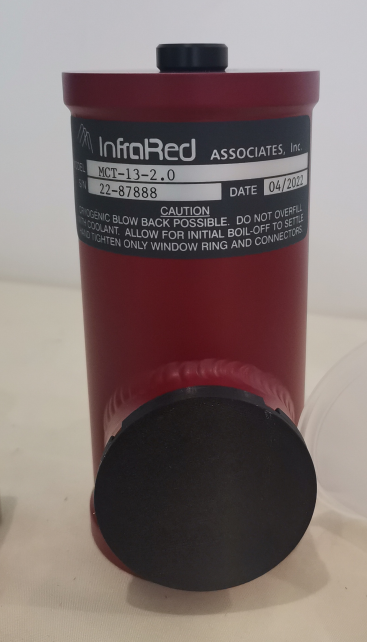 InfraRed ASSOCIATES, Inc.
MODEL MCT-13-2.0
S/N 22-87888 DATE 04/2022
CAUTION
CRYOGENIC BLOW BACK POSSIBLE. DO NOT OVERFILL
WITH COOLANT. ALLOW FOR INITIAL BOIL-OFF TO SETTLE
HAND TIGHTEN ONLY WINDOW RING AND CONNECTORS